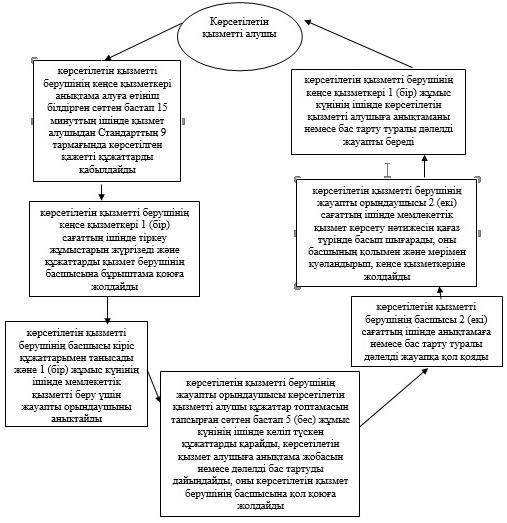 Көрсетілетін
қызметті алушы
көрсетілетін қызметті
берушінің кеңсе қызметкері
анықтама алуға өтініш
білдірген сәттен бастап 15
минуттың ішінде қызмет
алушыдан Стандарттың 9
тармағында көрсетілген
қажетті құжаттарды
қабылдайды
көрсетілетін қызметті берушінің
кеңсе қызметкері 1 (бір)
сағаттың ішінде тіркеу
жұмыстарын жүргізеді және
құжаттарды қызмет берушінің
басшысына бұрыштама қоюға
жолдайды
көрсетілетін қызметті
берушінің басшысы кіріс
құжаттарымен танысады
және 1 (бір) жұмыс күнінің
ішінде мемлекеттік
қызметті беру үшін
жауапты орындаушыны
анықтайды
көрсетілетін қызметті берушінің
жауапты орындаушысы көрсетілетін
қызметті алушы құжаттар топтамасын
тапсырған сәттен бастап 5 (бес) жұмыс
күнінің ішінде келіп түскен
құжаттарды қарайды, көрсетілетін
қызмет алушыға анықтама жобасын
немесе дәлелді бас тартуды
дайындайды, оны көрсетілетін қызмет
берушінің басшысына қол қоюға
жолдайды
көрсетілетін қызметті
берушінің басшысы 2 (екі)
сағаттың ішінде анықтамаға
немесе бас тарту туралы
дәлелді жауапқа қол қояды
көрсетілетін қызметті берушінің
жауапты орындаушысы 2 (екі)
сағаттың ішінде мемлекеттік
қызмет көрсету нәтижесін қағаз
түрінде басып шығарады, оны
басшының қолымен және мөрімен
куәландырып, кеңсе қызметкеріне
жолдайды
көрсетілетін қызметті берушінің
кеңсе қызметкері 1 (бір) жұмыс
күнінің ішінде көрсетілетін
қызметті алушыға анықтаманы
немесе бас тарту туралы дәлелді
жауапты береді